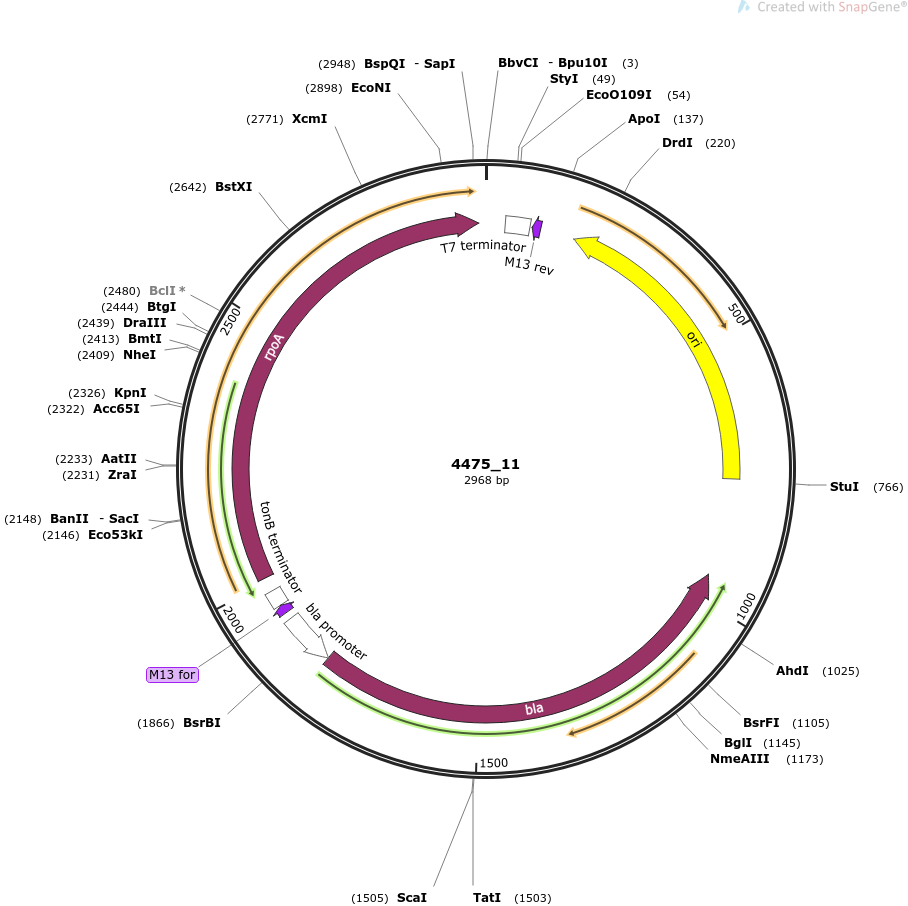 Created with SnapGene®
(2948) BspQI - SapI
BbvCI - Bpu10I (3)
StyI (49)
(2898) EcoNI
EcoO109I (54)
(2771) XcmI
ApoI (137)
DrdI (220)
(2642) BstXI
T7 terminator
M13 rev
(2480) BclI *
(2444) BtgI
(2439) DraIII
(2413) BmtI
(2409) NheI
2500
500
rpoA
ori
(2326) KpnI
(2322) Acc65I
(2233) AatII
(2231) ZraI
4475_11
2968 bp
StuI (766)
(2148) BanII - SacI
(2146) Eco53kI
tonB terminator
2000
bla promoter
1000
M13 for
AhdI (1025)
(1866) BsrBI
bla
BsrFI (1105)
BglI (1145)
NmeAIII (1173)
1500
(1505) ScaI
TatI (1503)